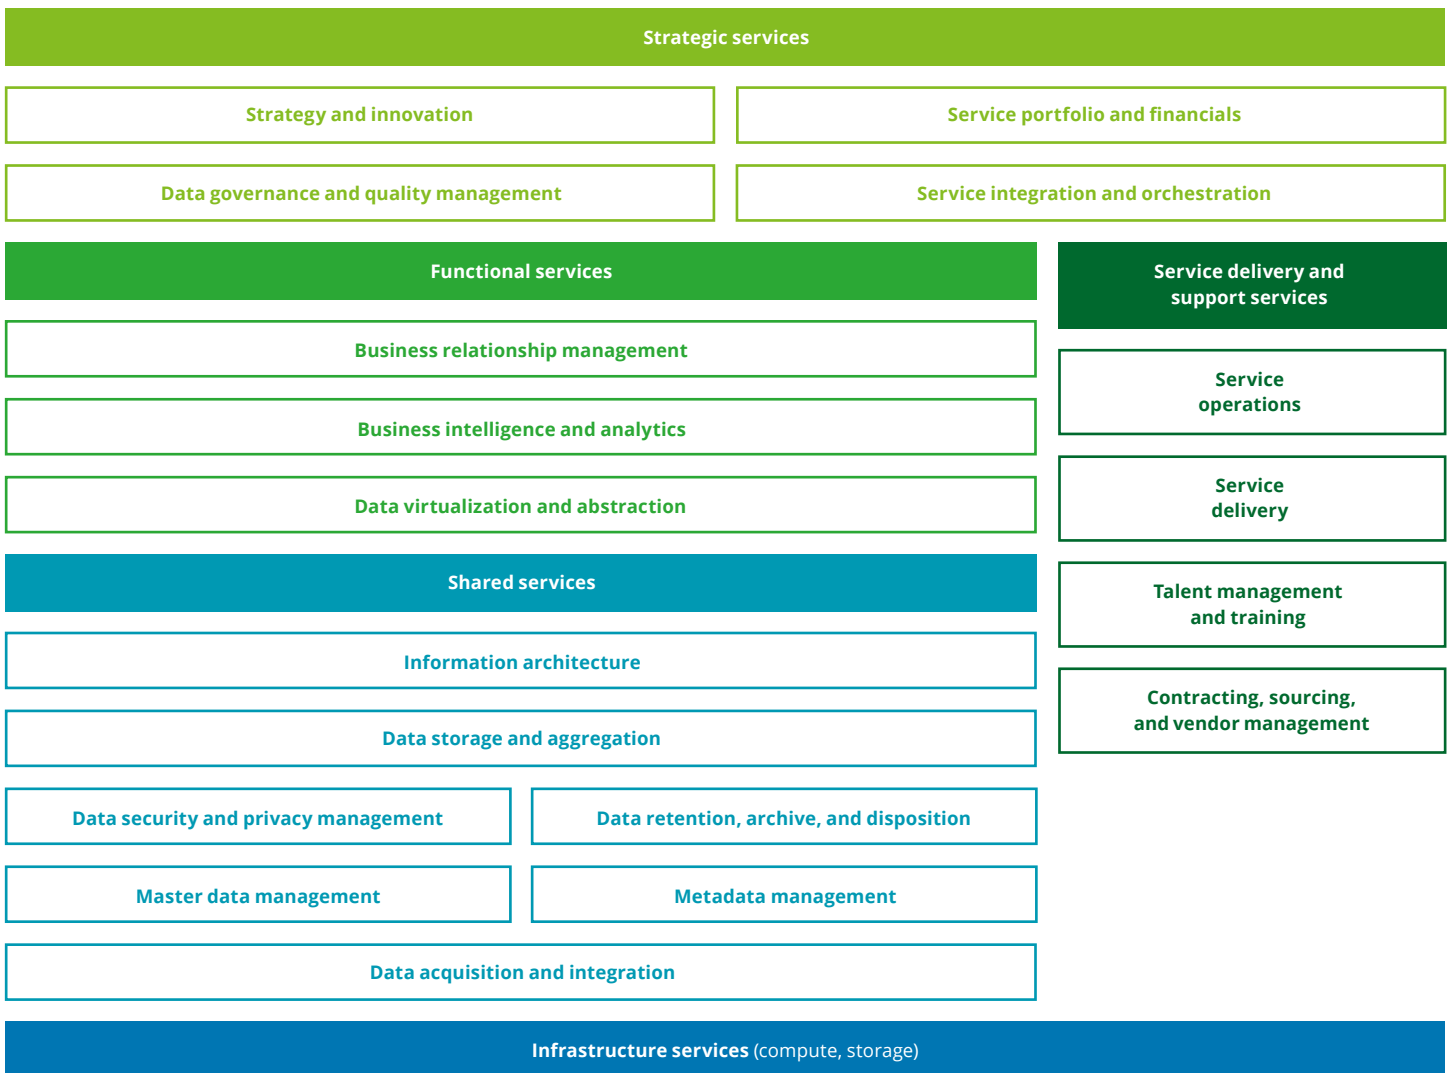 Strategic services
Strategy and innovation
Service portfolio and financials
Data governance and quality management
Service integration and orchestration
Functional services
Business relationship management
Business intelligence and analytics
Data virtualization and abstraction
Shared services
Information architecture
Data storage and aggregation
Data security and privacy management
Data retention, archive, and disposition
Master data management
Metadata management
Data acquisition and integration
Service delivery and
support services
Service
operations
Service
delivery
Talent management
and training
Contracting, sourcing,
and vendor management
Infrastructure services (compute, storage)